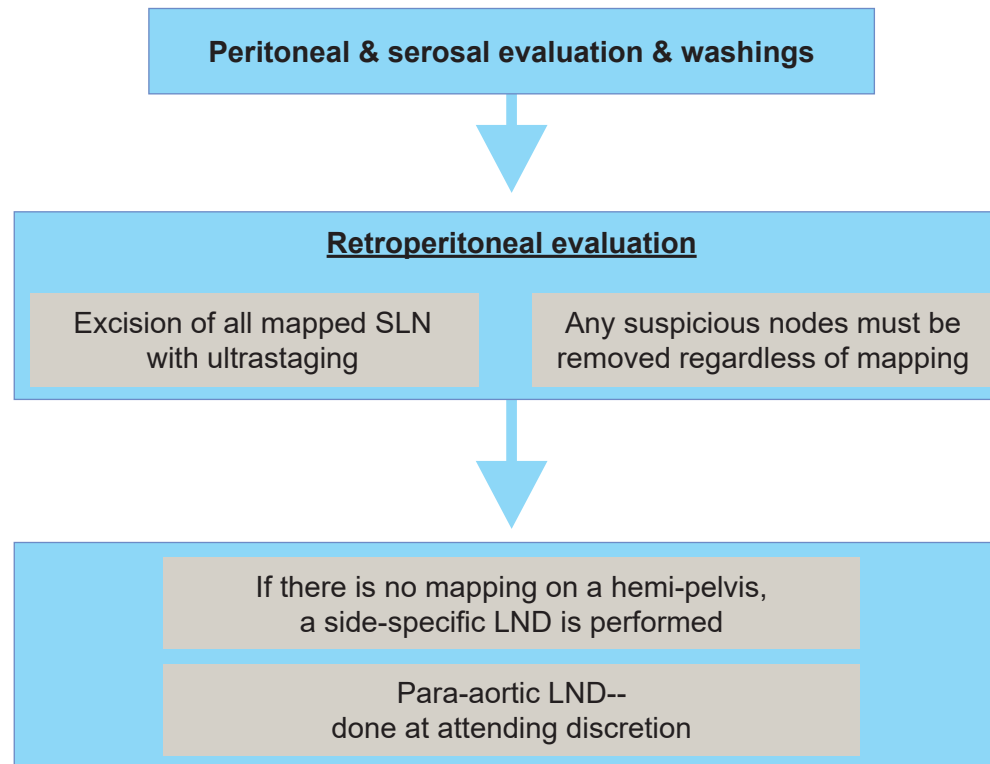 Peritoneal & serosal evaluation & washings
Retroperitoneal evaluation
Excision of all mapped SLN
with ultrastaging
Any suspicious nodes must be
removed regardless of mapping
If there is no mapping on a hemi-pelvis,
a side-specific LND is performed
Para-aortic LND--
done at attending discretion